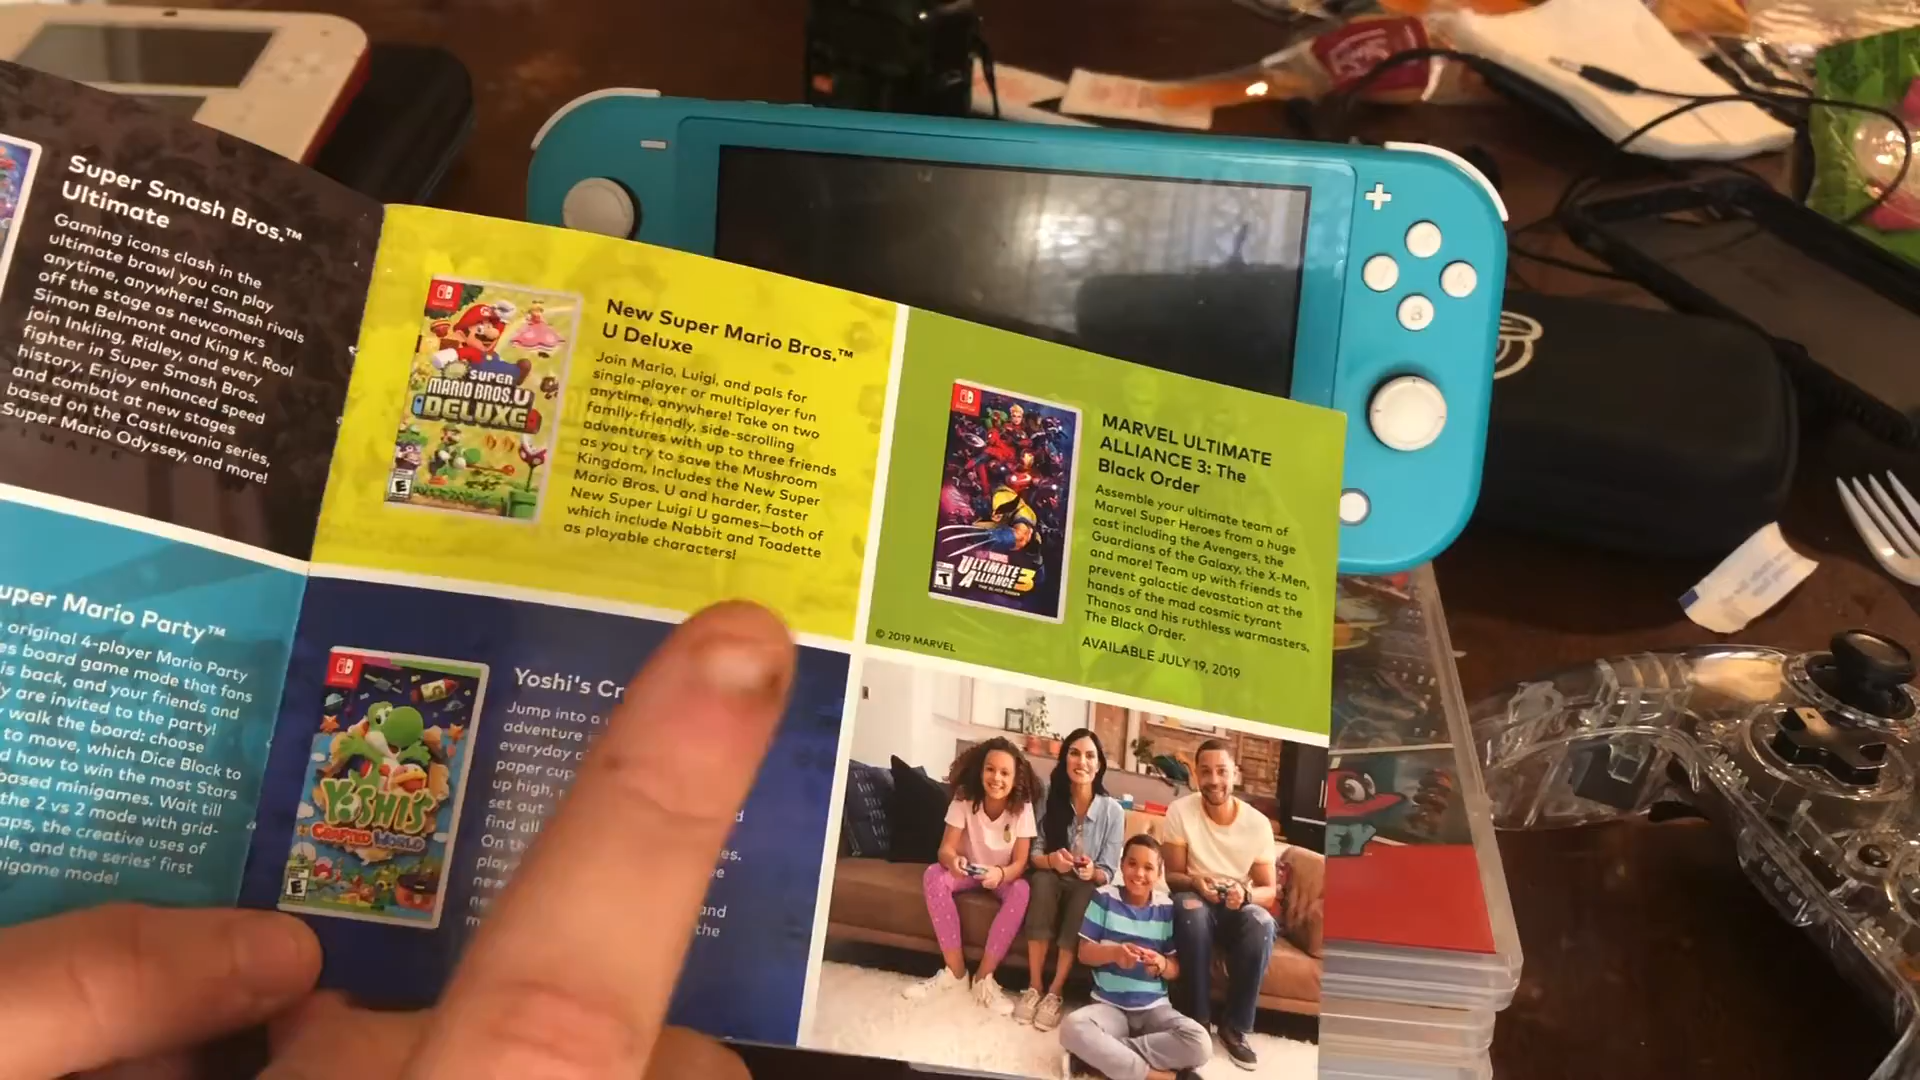 Super Smash Bros.™
Ultimate
Gaming icons clash in the
ultimate brawl you can play
anytime, anywhere! Smash rivals
off the stage as newcomers
Simon Belmont and King K. Rool
join Inkling, Ridley, and every
fighter in Super Smash Bros.
history. Enjoy enhanced speed
and combat at new stages
based on the Castlevania series,
Super Mario Odyssey, and more!
uper Mario Party™
original 4-player Mario Party
es board game mode that fans
is back, and your friends and
y are invited to the party!
walk the board: choose
to move, which Dice Block to
d how to win the most Stars
based minigames. Wait till
the 2 vs 2 mode with grid-
aps, the creative uses of
le, and the series' first
nigame mode!
SUPER
MARIO BROS. U
DELUXE
E
New Super Mario Bros.™
U Deluxe
Join Mario, Luigi, and pals for
single-player or multiplayer fun
anytime, anywhere! Take on two
family-friendly, side-scrolling
adventures with up to three friends
as you try to save the Mushroom
Kingdom. Includes the New Super
Mario Bros. U and harder, faster
New Super Luigi U games—both of
which include Nabbit and Toadette
as playable characters!
YOSHI'S
CRAFTED WORLD
E
Yoshi's Cr
Jump into a
adventure
everyday
paper cup
up high,
set out
find all
On th
play
new
ne
m
d
es.
e
and
the
MARVEL
ULTIMATE
ALLIANCE 3
THE BLACK ORDER
T
MARVEL ULTIMATE
ALLIANCE 3: The
Black Order
Assemble your ultimate team of
Marvel Super Heroes from a huge
cast including the Avengers, the
Guardians of the Galaxy, the X-Men,
and more! Team up with friends to
prevent galactic devastation at the
hands of the mad cosmic tyrant
Thanos and his ruthless warmasters,
The Black Order.
AVAILABLE JULY 19, 2019
© 2019 MARVEL
Y
A
B